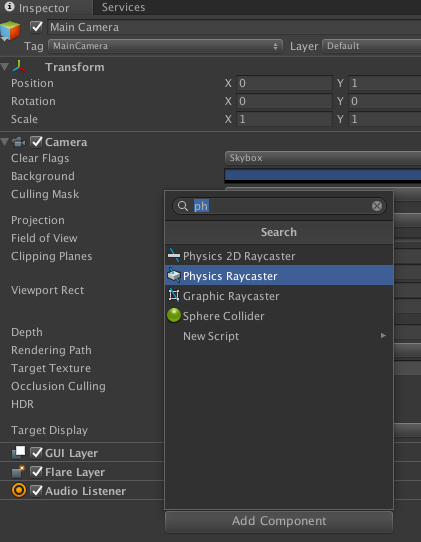 Inspector Services
Main Camera
Tag MainCamera Layer Default
Transform
Position X 0 Y 1
Rotation X 0 Y 0
Scale X 1 Y 1
Camera
Clear Flags Skybox
Background
Culling Mask
ph
Projection
Search
Field of View
Clipping Planes
Physics 2D Raycaster
Physics Raycaster
Viewport Rect
Graphic Raycaster
Sphere Collider
Depth
New Script
Rendering Path
Target Texture
Occlusion Culling
HDR
Target Display
GUI Layer
Flare Layer
Audio Listener
Add Component